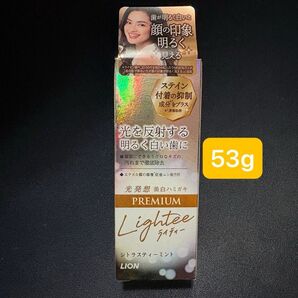 歯が明るく白いと
顔の印象
明るく
見える
ステイン
付着の抑制
成分をプラス
光を反射する
明るく白い歯に
53g
光発想 美白ハミガキ
PREMIUM
Lightee
ライティー
シトラスティーミント
LION